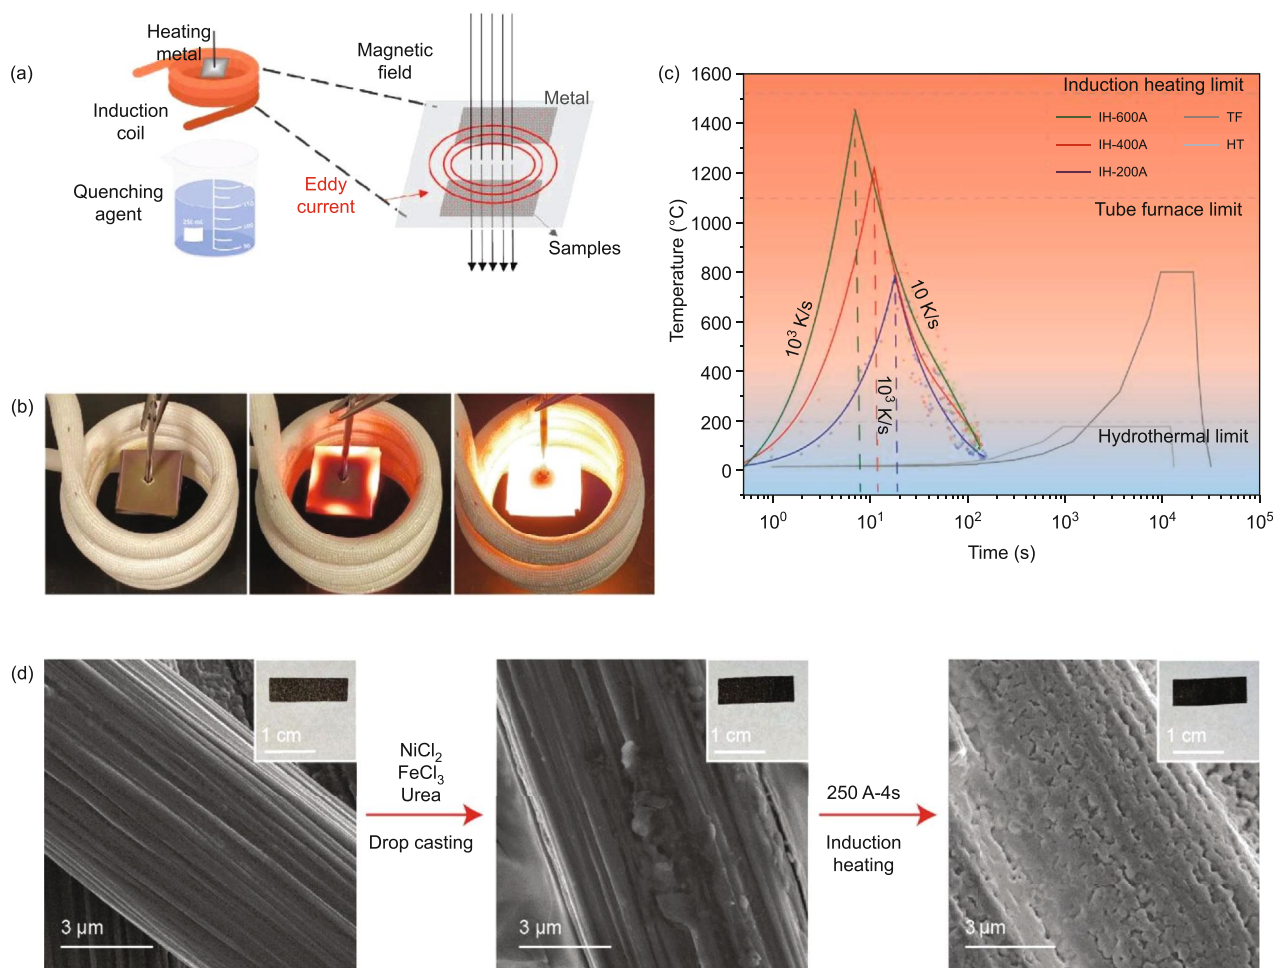 (a)
Heating
metal
Induction
coil
Quenching
agent
250 mL
Magnetic
field
Metal
Eddy
current
Samples
(b)
(c)
Temperature (°C)
1600
1400
1200
1000
800
600
400
200
0
Induction heating limit
IH-600A
IH-400A
IH-200A
TF
HT
Tube furnace limit
Hydrothermal limit
10³ K/s
10 K/s
10³ K/s
10⁰
10¹
10²
10³
10⁴
10⁵
Time (s)
(d)
1 cm
3 µm
NiCl₂
FeCl₃
Urea
Drop casting
1 cm
3 µm
250 A-4s
Induction
heating
1 cm
3 µm